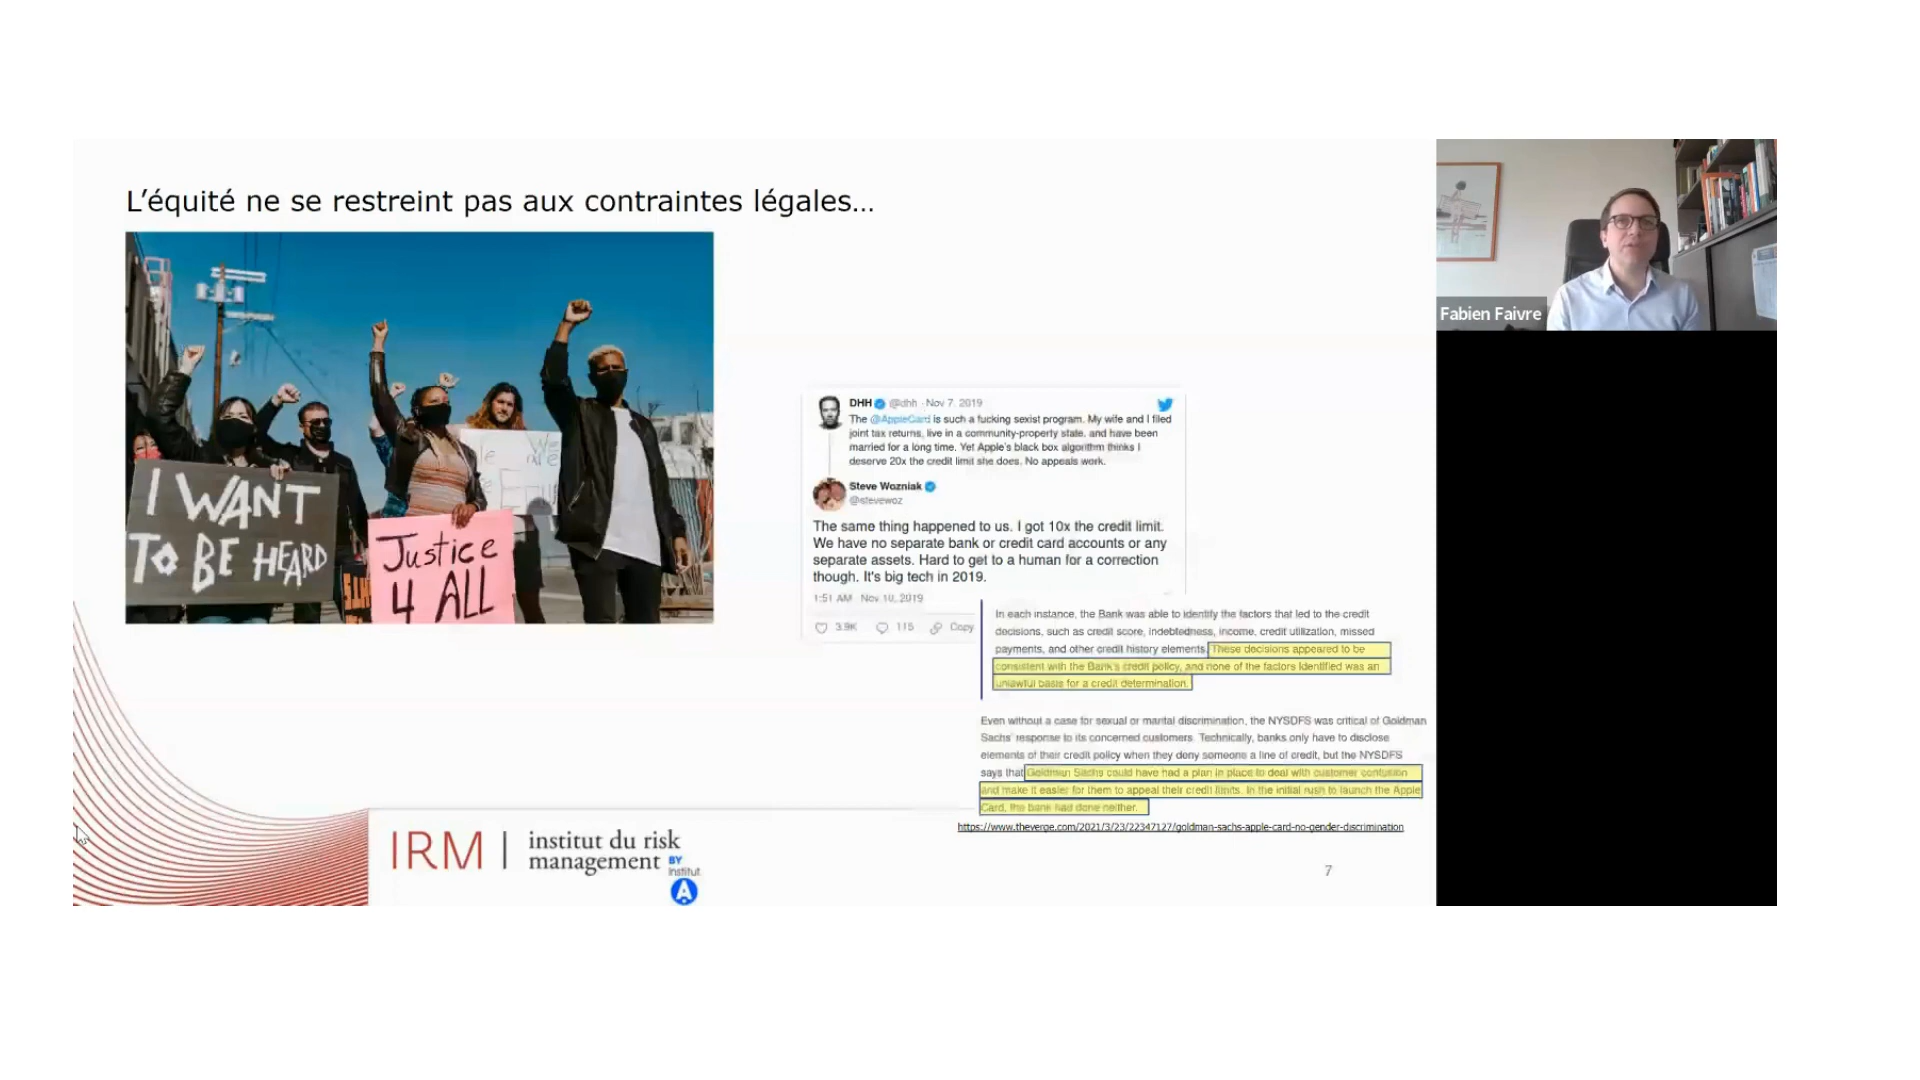 L’équité ne se restreint pas aux contraintes légales...
Fabien Faivre
I WANT
TO BE HEARD
Justice
4 ALL
We
are
DHH @dhh · Nov 7, 2019
The @AppleCard is such a fucking sexist program. My wife and I filed
joint tax returns, live in a community-property state, and have been
married for a long time. Yet Apple's black box algorithm thinks I
deserve 20x the credit limit she does. No appeals work.
Steve Wozniak
@stevewoz
The same thing happened to us. I got 10x the credit limit.
We have no separate bank or credit card accounts or any
separate assets. Hard to get to a human for a correction
though. It's big tech in 2019.
1:51 AM · Nov 10, 2019
3.9K 115 Copy
In each instance, the Bank was able to identify the factors that led to the credit
decisions, such as credit score, indebtedness, income, credit utilization, missed
payments, and other credit history elements. These decisions appeared to be
consistent with the Bank's credit policy, and none of the factors identified was an
unlawful basis for a credit determination.
Even without a case for sexual or marital discrimination, the NYSDFS was critical of Goldman
Sachs' response to its concerned customers. Technically, banks only have to disclose
elements of their credit policy when they deny someone a line of credit, but the NYSDFS
says that Goldman Sachs could have had a plan in place to deal with customer confusion
and make it easier for them to appeal their credit limits. In the initial rush to launch the Apple
Card, the bank had done neither.
https://www.theverge.com/2021/3/23/22347127/goldman-sachs-apple-card-no-gender-discrimination
IRM | institut du risk
management BY
Institut
A
7